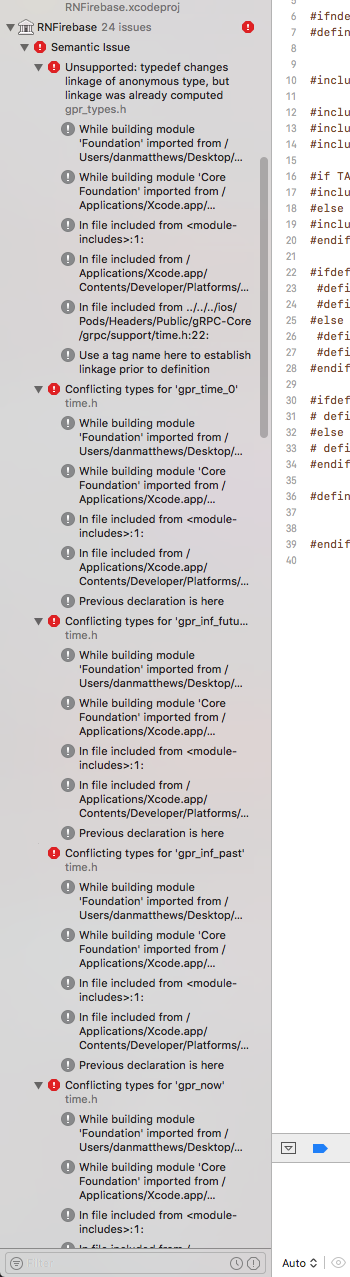 RNFirebase.xcodeproj
RNFirebase 24 issues
Semantic Issue
Unsupported: typedef changes
linkage of anonymous type, but
linkage was already computed
gpr_types.h
While building module
'Foundation' imported from /
Users/danmatthews/Desktop/...
While building module 'Core
Foundation' imported from /
Applications/Xcode.app/...
In file included from <module-
includes>:1:
In file included from /
Applications/Xcode.app/
Contents/Developer/Platforms/...
In file included from ../../../ios/
Pods/Headers/Public/gRPC-Core
/grpc/support/time.h:22:
Use a tag name here to establish
linkage prior to definition
Conflicting types for 'gpr_time_0'
time.h
While building module
'Foundation' imported from /
Users/danmatthews/Desktop/...
While building module 'Core
Foundation' imported from /
Applications/Xcode.app/...
In file included from <module-
includes>:1:
In file included from /
Applications/Xcode.app/
Contents/Developer/Platforms/...
Previous declaration is here
Conflicting types for 'gpr_inf_futu...
time.h
While building module
'Foundation' imported from /
Users/danmatthews/Desktop/...
While building module 'Core
Foundation' imported from /
Applications/Xcode.app/...
In file included from <module-
includes>:1:
In file included from /
Applications/Xcode.app/
Contents/Developer/Platforms/...
Previous declaration is here
Conflicting types for 'gpr_inf_past'
time.h
While building module
'Foundation' imported from /
Users/danmatthews/Desktop/...
While building module 'Core
Foundation' imported from /
Applications/Xcode.app/...
In file included from <module-
includes>:1:
In file included from /
Applications/Xcode.app/
Contents/Developer/Platforms/...
Previous declaration is here
Conflicting types for 'gpr_now'
time.h
While building module
'Foundation' imported from /
Users/danmatthews/Desktop/...
While building module 'Core
Foundation' imported from /
Applications/Xcode.app/...
In file included from <module-
includes>:1:
In file included from /
Filter
5
6 #ifnde
7 #defin
8
9
10 #inclu
11
12 #inclu
13 #inclu
14 #inclu
15
16 #if TA
17 #inclu
18 #else
19 #inclu
20 #endif
21
22 #ifdef
23 #defi
24 #defi
25 #else
26 #defi
27 #defi
28 #endif
29
30 #ifdef
31 # defi
32 #else
33 # defi
34 #endif
35
36 #defin
37
38
39 #endif
40
Auto